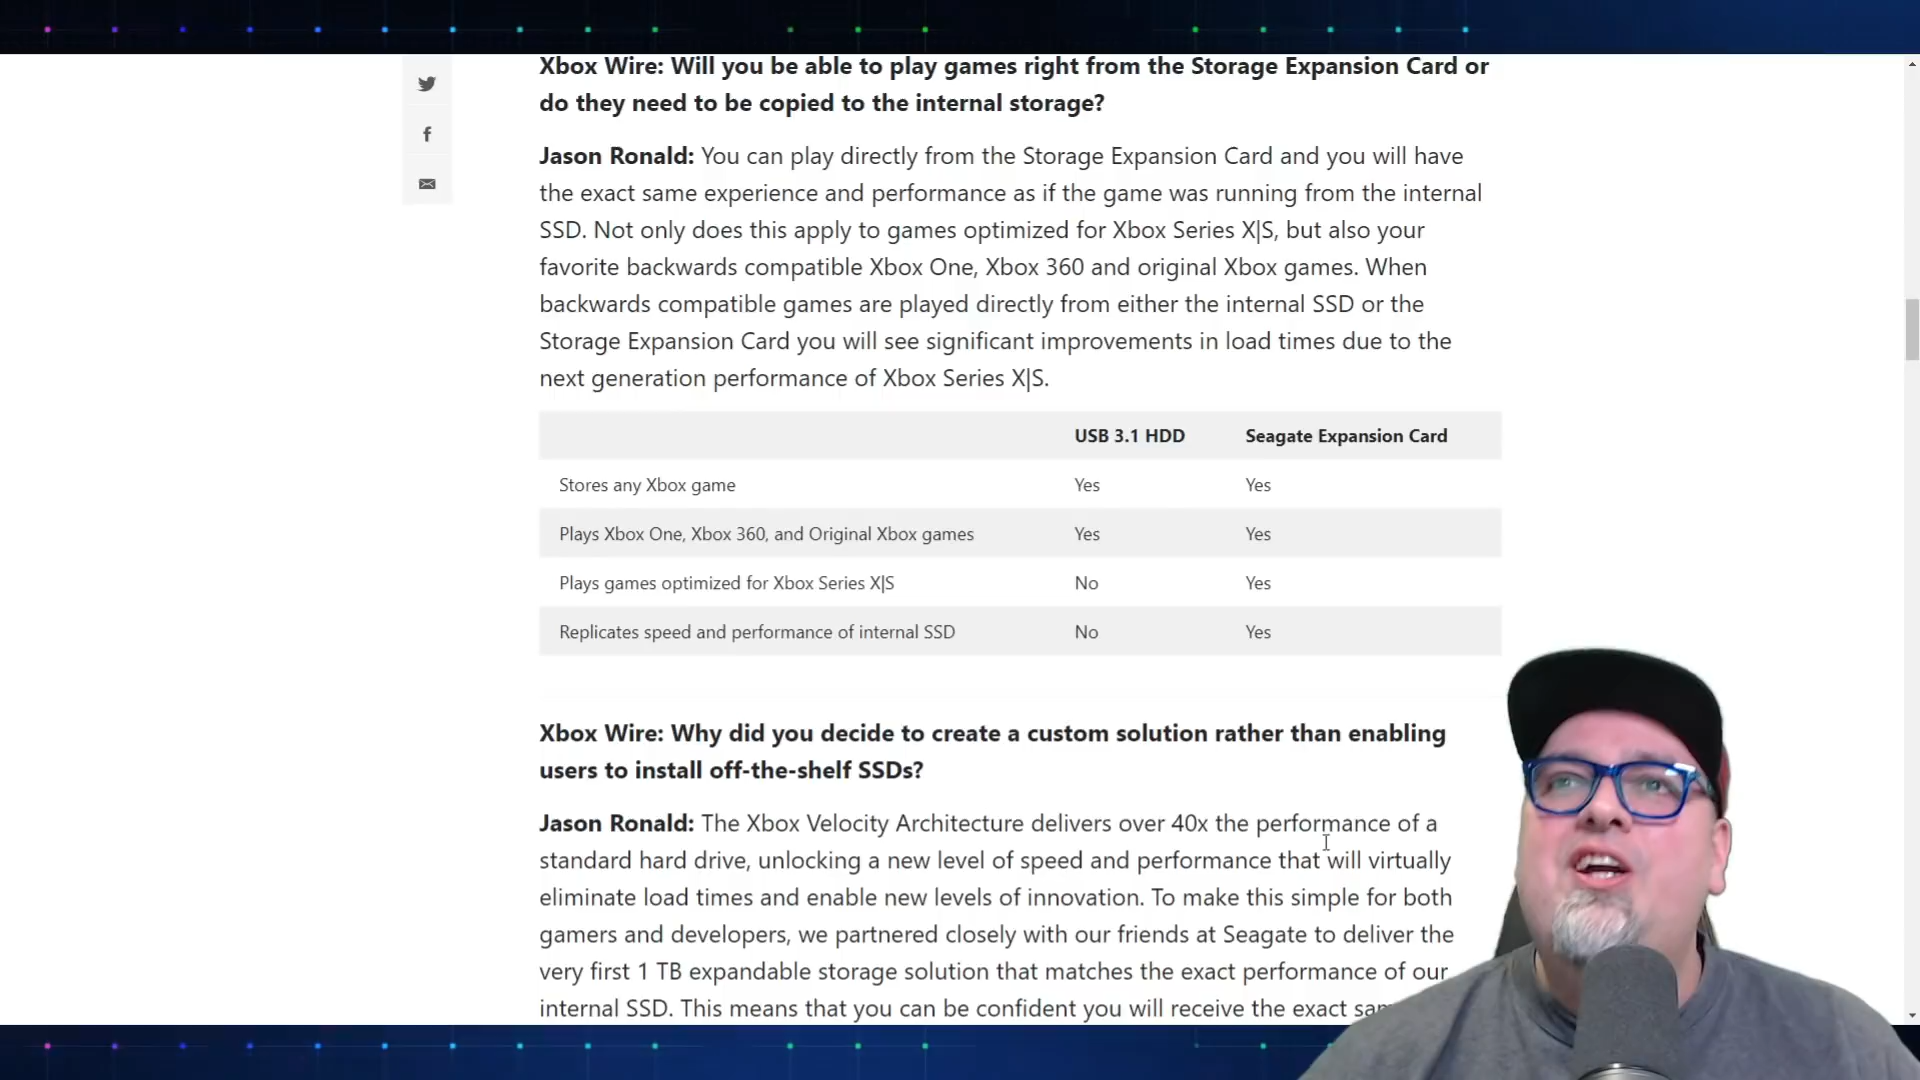 Xbox Wire: Will you be able to play games right from the Storage Expansion Card or
do they need to be copied to the internal storage?
Jason Ronald: You can play directly from the Storage Expansion Card and you will have
the exact same experience and performance as if the game was running from the internal
SSD. Not only does this apply to games optimized for Xbox Series X|S, but also your
favorite backwards compatible Xbox One, Xbox 360 and original Xbox games. When
backwards compatible games are played directly from either the internal SSD or the
Storage Expansion Card you will see significant improvements in load times due to the
next generation performance of Xbox Series X|S.
USB 3.1 HDD Seagate Expansion Card
Stores any Xbox game Yes Yes
Plays Xbox One, Xbox 360, and Original Xbox games Yes Yes
Plays games optimized for Xbox Series X|S No Yes
Replicates speed and performance of internal SSD No Yes
Xbox Wire: Why did you decide to create a custom solution rather than enabling
users to install off-the-shelf SSDs?
Jason Ronald: The Xbox Velocity Architecture delivers over 40x the performance of a
standard hard drive, unlocking a new level of speed and performance that will virtually
eliminate load times and enable new levels of innovation. To make this simple for both
gamers and developers, we partnered closely with our friends at Seagate to deliver the
very first 1 TB expandable storage solution that matches the exact performance of our
internal SSD. This means that you can be confident you will receive the exact